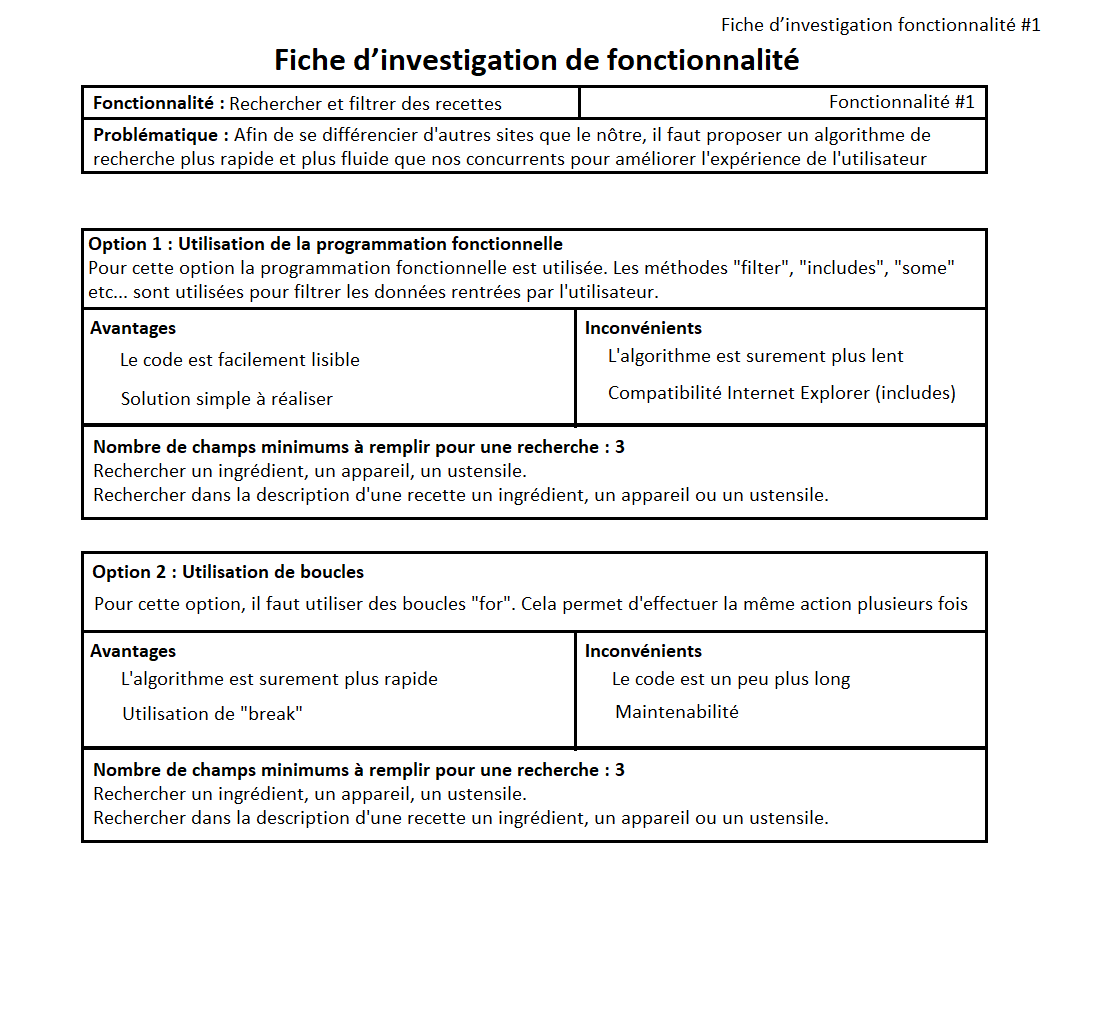 Fiche d’investigation fonctionnalité #1
Fiche d’investigation de fonctionnalité
Fonctionnalité : Rechercher et filtrer des recettes
Fonctionnalité #1
Problématique : Afin de se différencier d'autres sites que le nôtre, il faut proposer un algorithme de
recherche plus rapide et plus fluide que nos concurrents pour améliorer l'expérience de l'utilisateur
Option 1 : Utilisation de la programmation fonctionnelle
Pour cette option la programmation fonctionnelle est utilisée. Les méthodes "filter", "includes", "some"
etc... sont utilisées pour filtrer les données rentrées par l'utilisateur.
Avantages
Le code est facilement lisible
Solution simple à réaliser
Inconvénients
L'algorithme est surement plus lent
Compatibilité Internet Explorer (includes)
Nombre de champs minimums à remplir pour une recherche : 3
Rechercher un ingrédient, un appareil, un ustensile.
Rechercher dans la description d'une recette un ingrédient, un appareil ou un ustensile.
Option 2 : Utilisation de boucles
Pour cette option, il faut utiliser des boucles "for". Cela permet d'effectuer la même action plusieurs fois
Avantages
L'algorithme est surement plus rapide
Utilisation de "break"
Inconvénients
Le code est un peu plus long
Maintenabilité
Nombre de champs minimums à remplir pour une recherche : 3
Rechercher un ingrédient, un appareil, un ustensile.
Rechercher dans la description d'une recette un ingrédient, un appareil ou un ustensile.